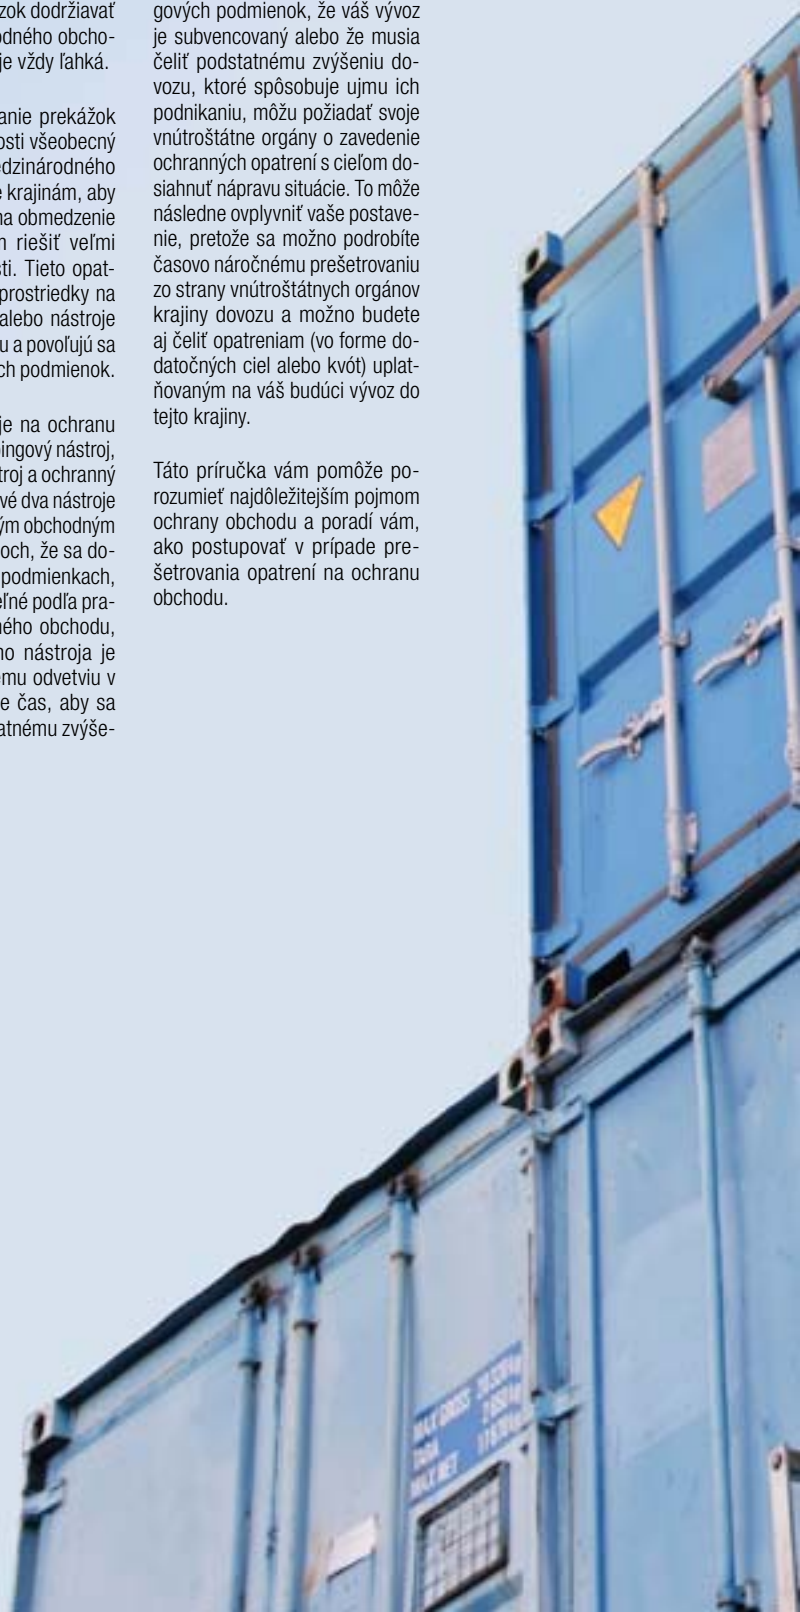 zok dodržiavať
odného obcho-
je vždy ľahká.
anie prekážok
osti všeobecný
edzinárodného
e krajinám, aby
na obmedzenie
riešiť veľmi
sti. Tieto opat-
prostriedky na
alebo nástroje
u a povoľujú sa
ch podmienok.
je na ochranu
pingový nástroj,
troj a ochranný
vé dva nástroje
ým obchodným
och, že sa do-
podmienkach,
eľné podľa pra-
ného obchodu,
ho nástroja je
emu odvetviu v
e čas, aby sa
atnému zvýše-
gových podmienok, že váš vývoz
je subvencovaný alebo že musia
čeliť podstatnému zvýšeniu do-
vozu, ktoré spôsobuje ujmu ich
podnikaniu, môžu požiadať svoje
vnútroštátne orgány o zavedenie
ochranných opatrení s cieľom do-
siahnuť nápravu situácie. To môže
následne ovplyvniť vaše postave-
nie, pretože sa možno podrobíte
časovo náročnému prešetrovaniu
zo strany vnútroštátnych orgánov
krajiny dovozu a možno budete
aj čeliť opatreniam (vo forme do-
datočných ciel alebo kvót) uplat-
ňovaným na váš budúci vývoz do
tejto krajiny.
Táto príručka vám pomôže po-
rozumieť najdôležitejším pojmom
ochrany obchodu a poradí vám,
ako postupovať v prípade pre-
šetrovania opatrení na ochranu
obchodu.
MAX GROSS
TARA
MAX NET